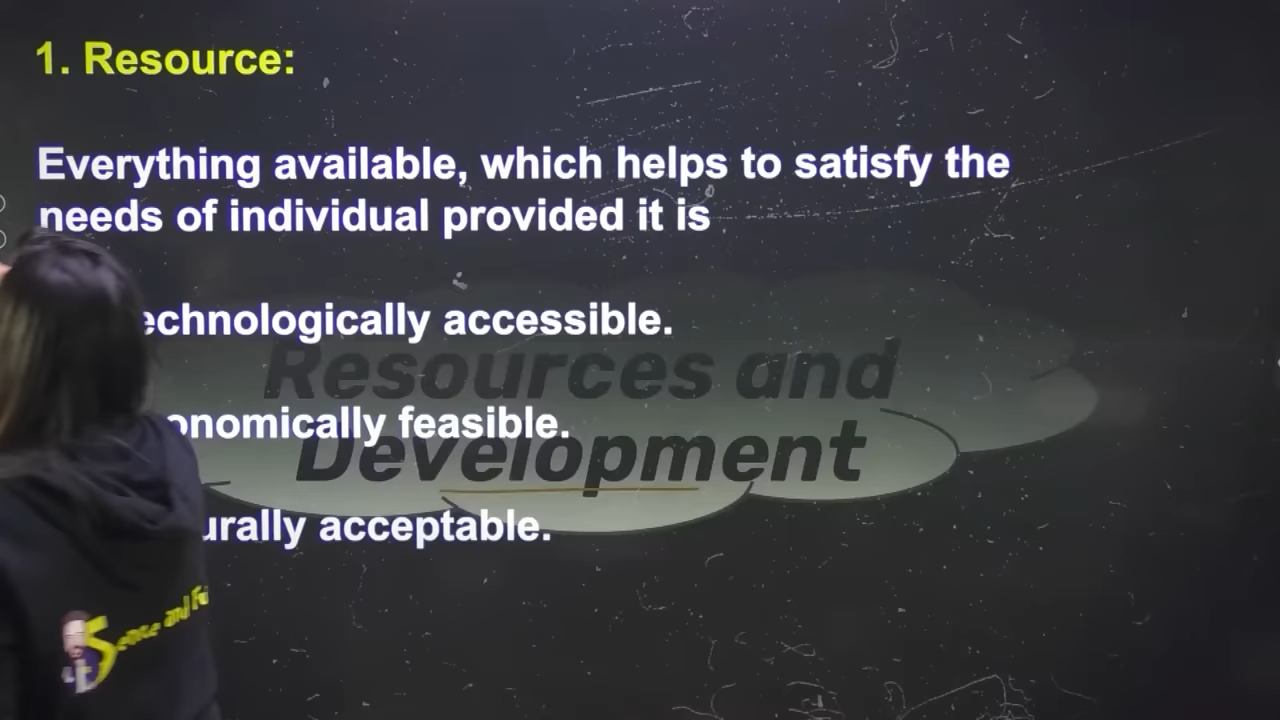 1. Resource:
Everything available, which helps to satisfy the
needs of individual provided it is
echnologically accessible.
Resources and
onomically feasible.
Development
urally acceptable.
and